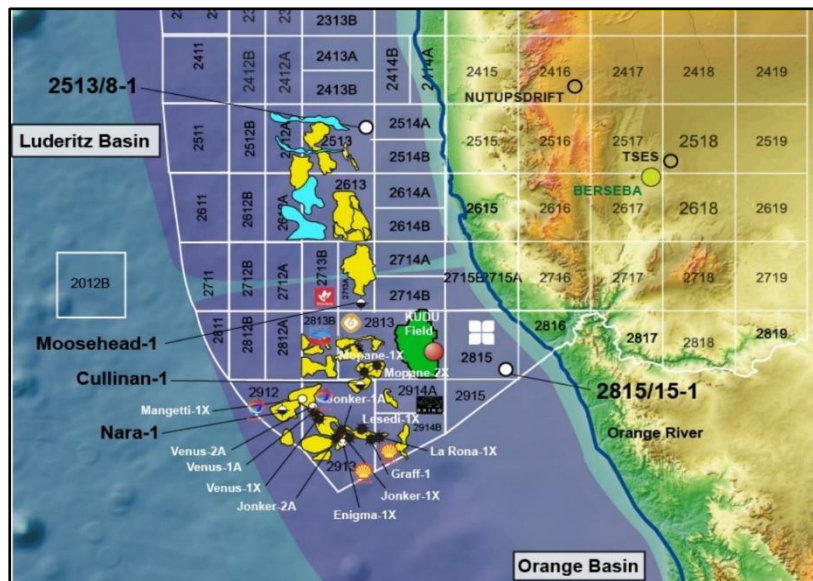 2313B
2411
2412B
2412A
2413A
2413B
2414B
2414A
2415
2416
2417
2418
2419
NUTUPSDRIFT
2513/8-1
Luderitz Basin
2511
2512B
2512A
2513
2514A
2514B
2515
2516
2517
2518
2519
TSES
BERSEBA
2611
2612B
2612A
2613
2614A
2614B
2615
2616
2617
2618
2619
2012B
2711
2712B
2712A
2713B
2713A
2714A
2714B
2715B
2715A
2716
2717
2718
2719
2811
2812B
2812A
2813B
2813
KUDU
Field
2815
2816
2817
2818
2819
Moosehead-1
Mopane-1X
Mopane-2X
Cullinan-1
2815/15-1
2912
2914A
2915
Jonker-1A
Mangetti-1X
Lesedi-1X
Orange River
Nara-1
2914B
Venus-2A
La Rona-1X
Venus-1A
2913
Graff-1
Venus-1X
Jonker-1X
Jonker-2A
Enigma-1X
Orange Basin